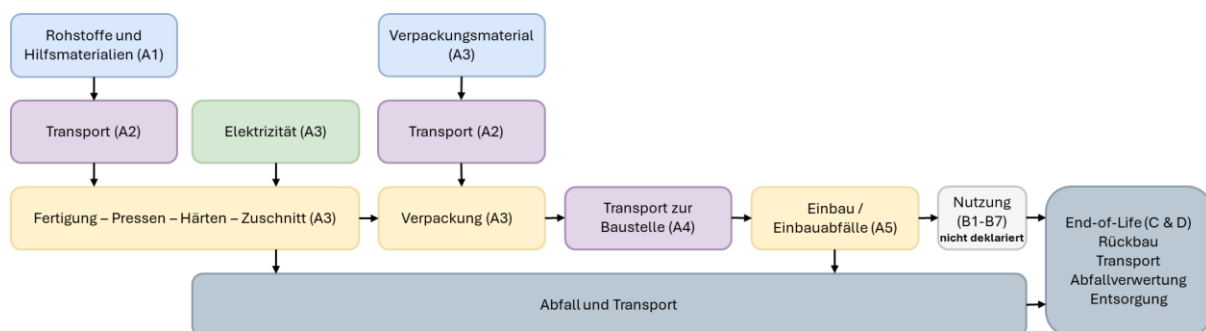 Rohstoffe und
Hilfsmaterialien (A1)
Verpackungsmaterial
(A3)
Transport (A2)
Elektrizität (A3)
Transport (A2)
Fertigung – Pressen – Härten – Zuschnitt (A3)
Verpackung (A3)
Transport zur
Baustelle (A4)
Einbau /
Einbauabfälle (A5)
Nutzung
(B1-B7)
nicht deklariert
End-of-Life (C & D)
Rückbau
Transport
Abfallverwertung
Entsorgung
Abfall und Transport